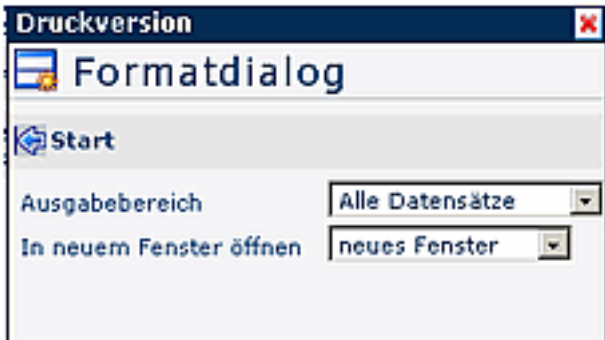 Druckversion
Formatdialog
Start
Ausgabebereich Alle Datensätze
In neuem Fenster öffnen neues Fenster